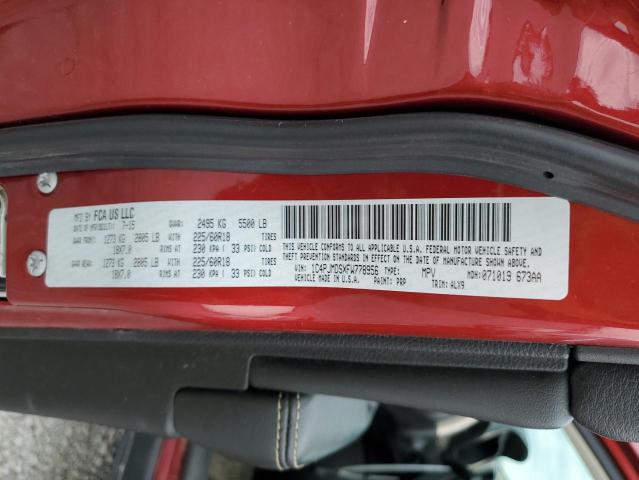 MFD BY FCA US LLC
DATE OF MFR/BUILT: 7-15 GVWR: 2495 KG 5500 LB
GAWR FRONT: 1273 KG 2805 LB 225/60R18 TIRES
18X7.0 RIMS AT 230 KPA ( 33 PSI) COLD
GAWR REAR: 1273 KG 2805 LB 225/60R18 TIRES
18X7.0 RIMS AT 230 KPA ( 33 PSI) COLD
THIS VEHICLE CONFORMS TO ALL APPLICABLE U.S.A. FEDERAL MOTOR VEHICLE SAFETY, BUMPER AND
THEFT PREVENTION STANDARDS IN EFFECT ON THE DATE OF MANUFACTURE SHOWN ABOVE.
VIN: 1C4PJMDSXFW778956 TYPE: MPV MDH: 071019 673AA
VEHICLE MADE IN U.S.A. PAINT: PRP TRIM: ALX9